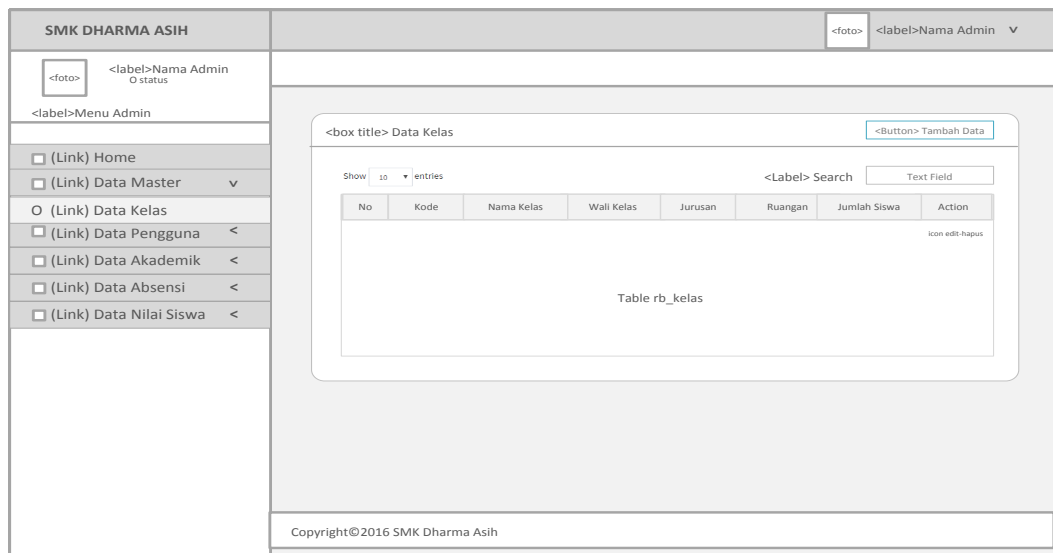 SMK DHARMA ASIH
<foto> <label>Nama Admin v
<foto> <label>Nama Admin
O status
<label>Menu Admin
(Link) Home
(Link) Data Master v
O (Link) Data Kelas
(Link) Data Pengguna <
(Link) Data Akademik <
(Link) Data Absensi <
(Link) Data Nilai Siswa <
<box title> Data Kelas <Button> Tambah Data
Show 10 entries <Label> Search Text Field
No Kode Nama Kelas Wali Kelas Jurusan Ruangan Jumlah Siswa Action
icon edit-hapus
Table rb_kelas
Copyright©2016 SMK Dharma Asih